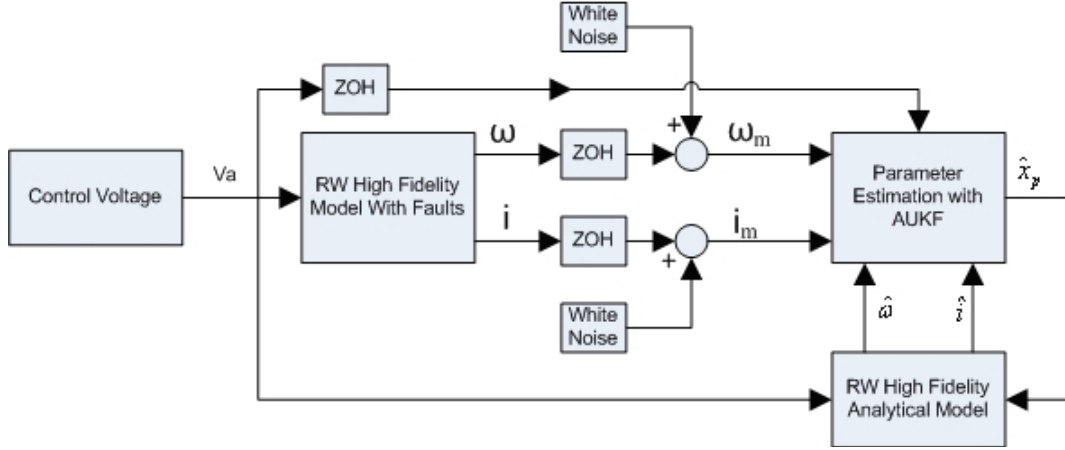 White
Noise
ZOH
+
ω
ZOH
ω_m
Control Voltage
Va
RW High Fidelity
Model With Faults
Parameter
Estimation with
AUKF
x̂_p
i
ZOH
+
i_m
White
Noise
ω̂
î
RW High Fidelity
Analytical Model